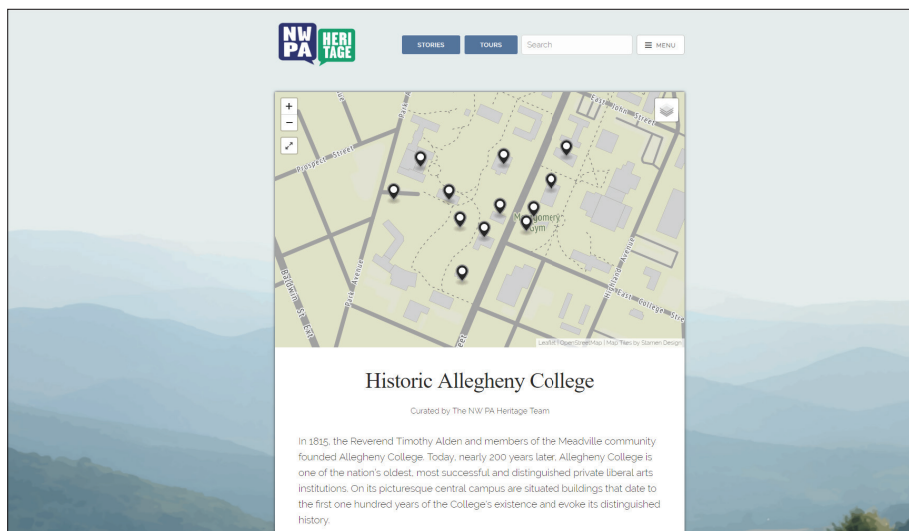 NW
PA
HERI
TAGE
STORIES
TOURS
Search
MENU
+
−
Prospect Street
Park A
Park Avenue
Baldwin St. Ext
East John Street
Montgomery
Gym
Highland Avenue
East College Stre
Street
Leaflet | OpenStreetMap | Map Tiles by Stamen Design
Historic Allegheny College
Curated by The NW PA Heritage Team
In 1815, the Reverend Timothy Alden and members of the Meadville community
founded Allegheny College. Today, nearly 200 years later, Allegheny College is
one of the nation's oldest, most successful and distinguished private liberal arts
institutions. On its picturesque central campus are situated buildings that date to
the first one hundred years of the College's existence and evoke its distinguished
history.